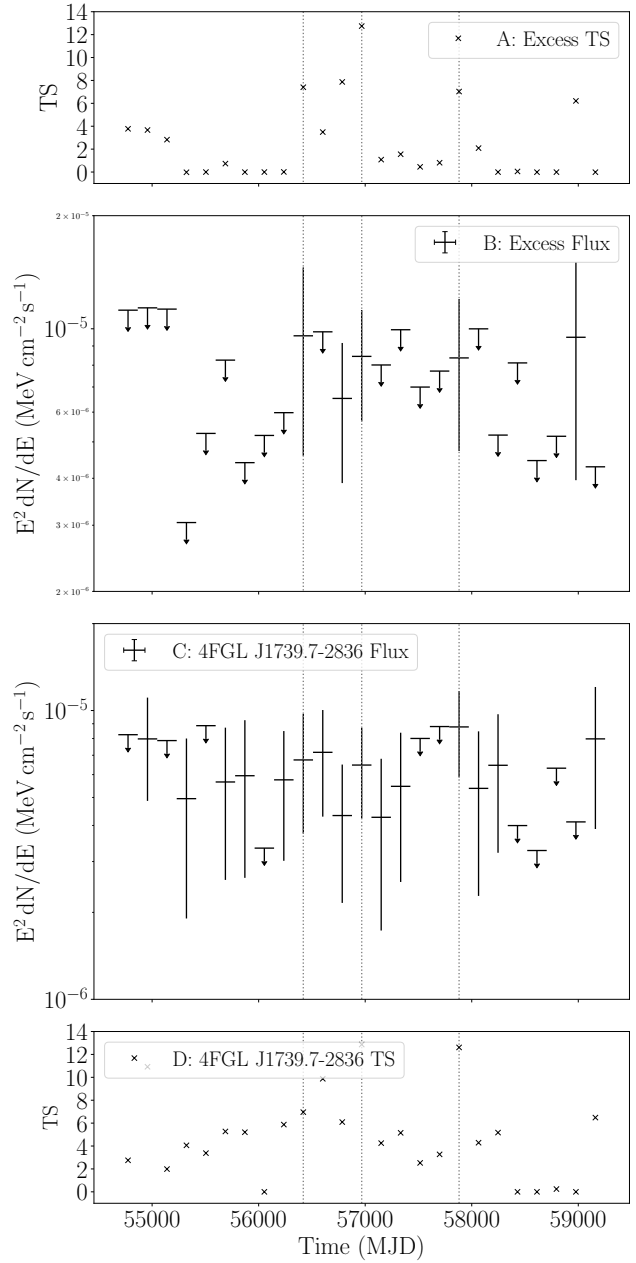 14
12
10
8
6
4
2
0
TS
A: Excess TS
2 × 10⁻⁵
10⁻⁵
6 × 10⁻⁶
4 × 10⁻⁶
3 × 10⁻⁶
2 × 10⁻⁶
E² dN/dE (MeV cm⁻² s⁻¹)
B: Excess Flux
10⁻⁵
10⁻⁶
E² dN/dE (MeV cm⁻² s⁻¹)
C: 4FGL J1739.7-2836 Flux
14
12
10
8
6
4
2
0
TS
D: 4FGL J1739.7-2836 TS
55000 56000 57000 58000 59000
Time (MJD)